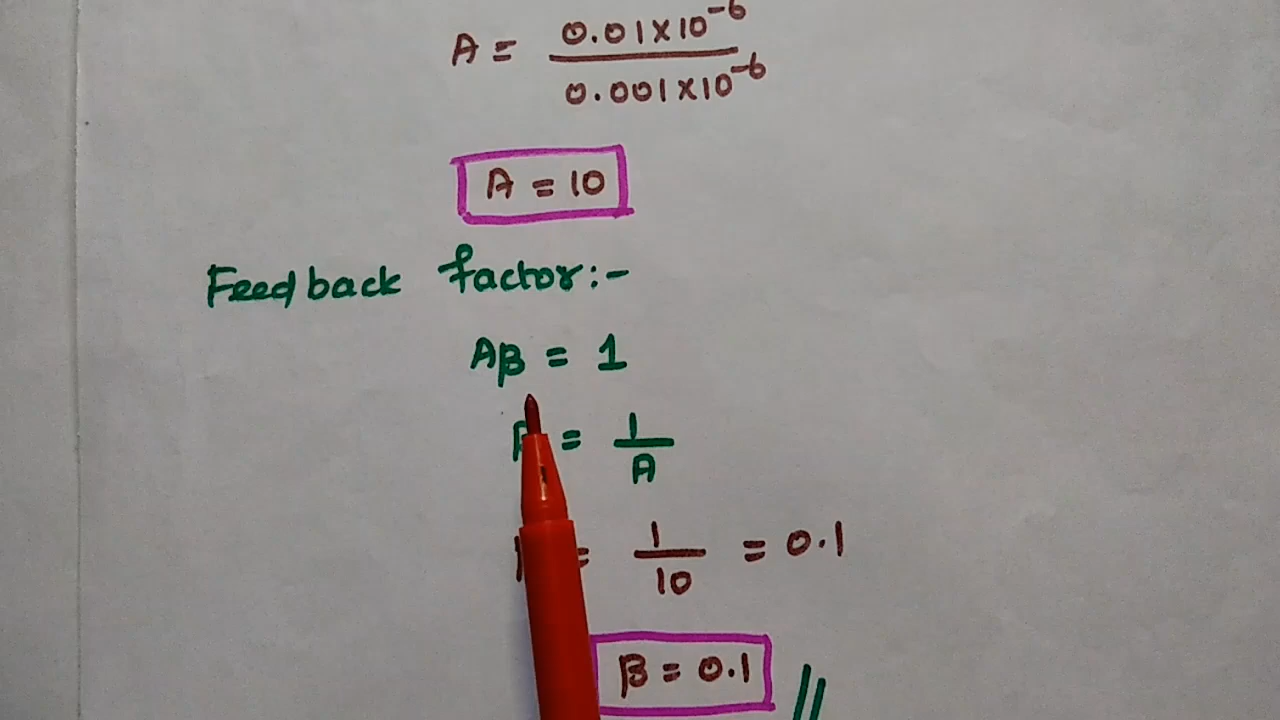 A = 0.01×10⁻⁶ / 0.001×10⁻⁶
A = 10
Feedback factor:-
Aβ = 1
= 1/A
= 1/10 = 0.1
β = 0.1